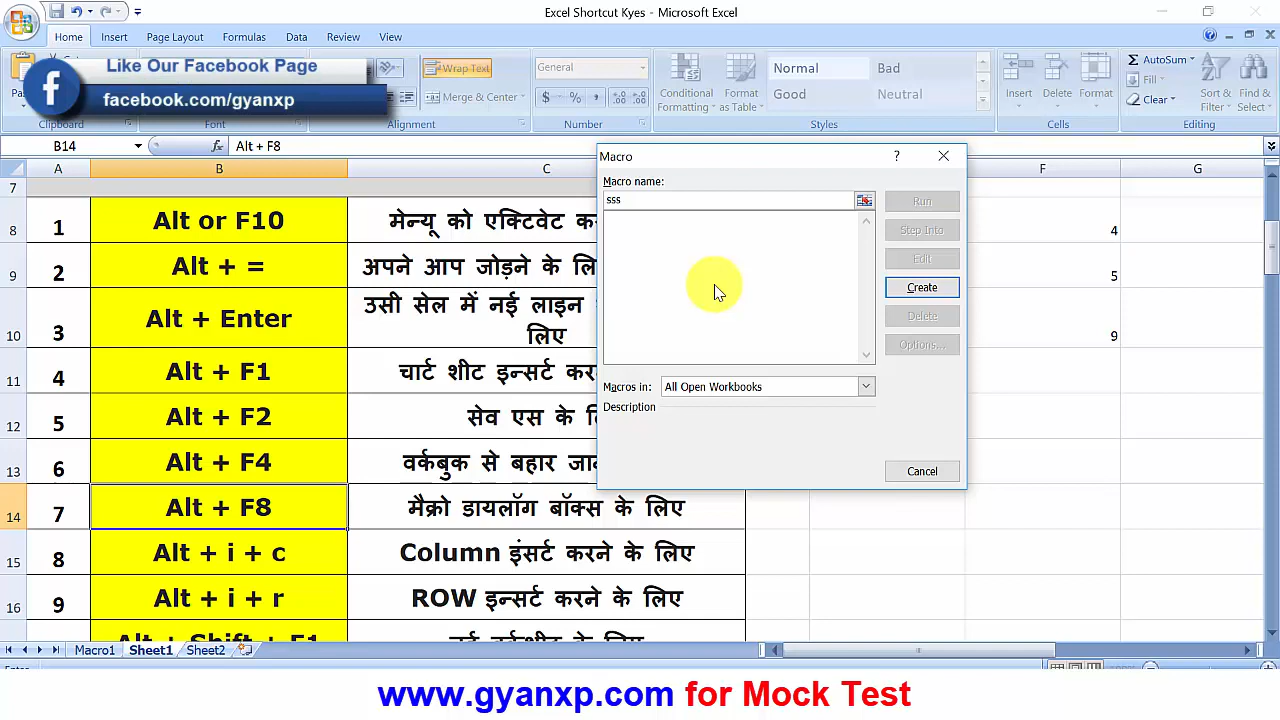 Excel Shortcut Kyes - Microsoft Excel
Home Insert Page Layout Formulas Data Review View
Like Our Facebook Page
facebook.com/gyanxp
Wrap Text
Merge & Center
General
$ % ,
Conditional Formatting
Format as Table
Normal Bad
Good Neutral
Insert Delete Format
Σ AutoSum
Fill
Clear
Sort & Filter
Find & Select
Clipboard Font Alignment Number Styles Cells Editing
B14 fx Alt + F8
A B C F G
7
8 1 Alt or F10 मेन्यू को एक्टिवेट 4
9 2 Alt + = अपने आप जोड़ने के लि 5
10 3 Alt + Enter उसी सेल में नई लाइन लिए 9
11 4 Alt + F1 चार्ट शीट इन्सर्ट
12 5 Alt + F2 सेव एस के
13 6 Alt + F4 वर्कबुक से बहार
14 7 Alt + F8 मैक्रो डायलॉग बॉक्स के लिए
15 8 Alt + i + c Column इंसर्ट करने के लिए
16 9 Alt + i + r ROW इन्सर्ट करने के लिए
Alt + Shift + F1
Macro
?
Macro name:
sss
Run
Step Into
Edit
Create
Delete
Options...
Macros in: All Open Workbooks
Description
Cancel
Macro1 Sheet1 Sheet2
www.gyanxp.com for Mock Test